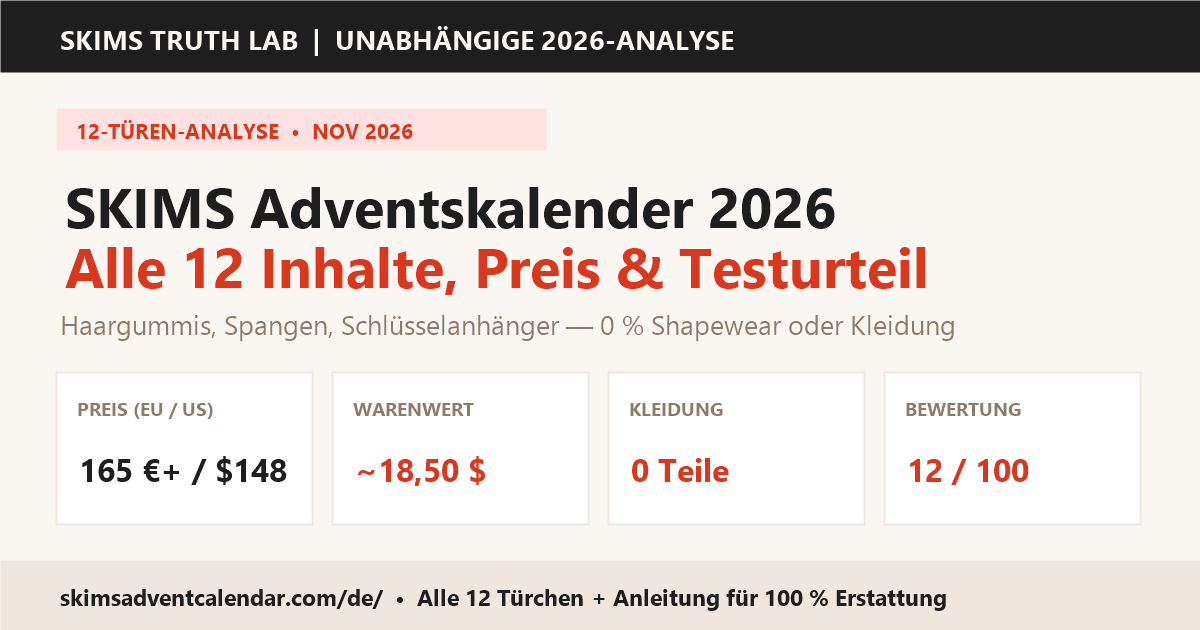 SKIMS TRUTH LAB | UNABHÄNGIGE 2026-ANALYSE
12-TÜREN-ANALYSE • NOV 2026
SKIMS Adventskalender 2026
Alle 12 Inhalte, Preis & Testurteil
Haargummis, Spangen, Schlüsselanhänger — 0 % Shapewear oder Kleidung
PREIS (EU / US)
165 €+ / $148
WARENWERT
~18,50 $
KLEIDUNG
0 Teile
BEWERTUNG
12 / 100
skimsadventcalendar.com/de/ • Alle 12 Türchen + Anleitung für 100 % Erstattung